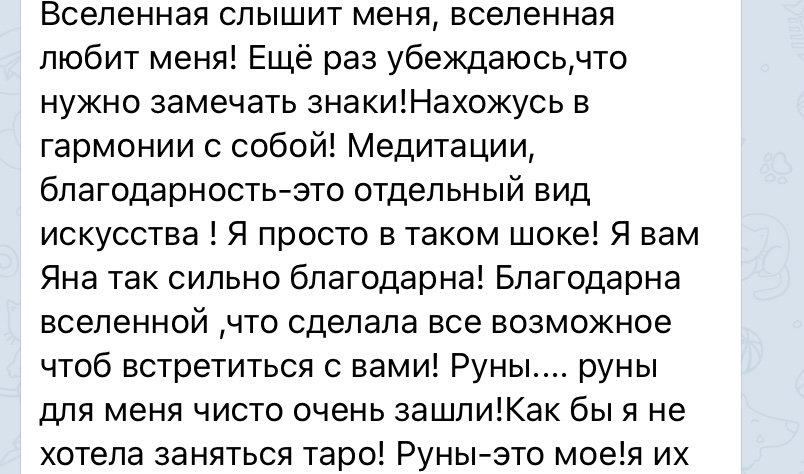 Вселенная слышит меня, вселенная
любит меня! Ещё раз убеждаюсь,что
нужно замечать знаки!Нахожусь в
гармонии с собой! Медитации,
благодарность-это отдельный вид
искусства ! Я просто в таком шоке! Я вам
Яна так сильно благодарна! Благодарна
вселенной ,что сделала все возможное
чтоб встретиться с вами! Руны.... руны
для меня чисто очень зашли!Как бы я не
хотела заняться таро! Руны-это мое!я их